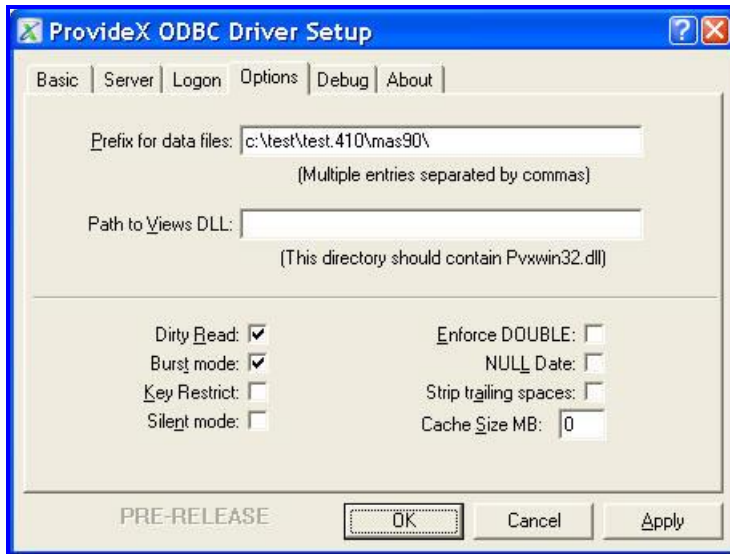 ProvideX ODBC Driver Setup
Basic Server Logon Options Debug About
Prefix for data files: c:\test\test.410\mas90\
(Multiple entries separated by commas)
Path to Views DLL:
(This directory should contain Pvxwin32.dll)
Dirty Read: Enforce DOUBLE:
Burst mode: NULL Date:
Key Restrict: Strip trailing spaces:
Silent mode: Cache Size MB: 0
PRE-RELEASE OK Cancel Apply